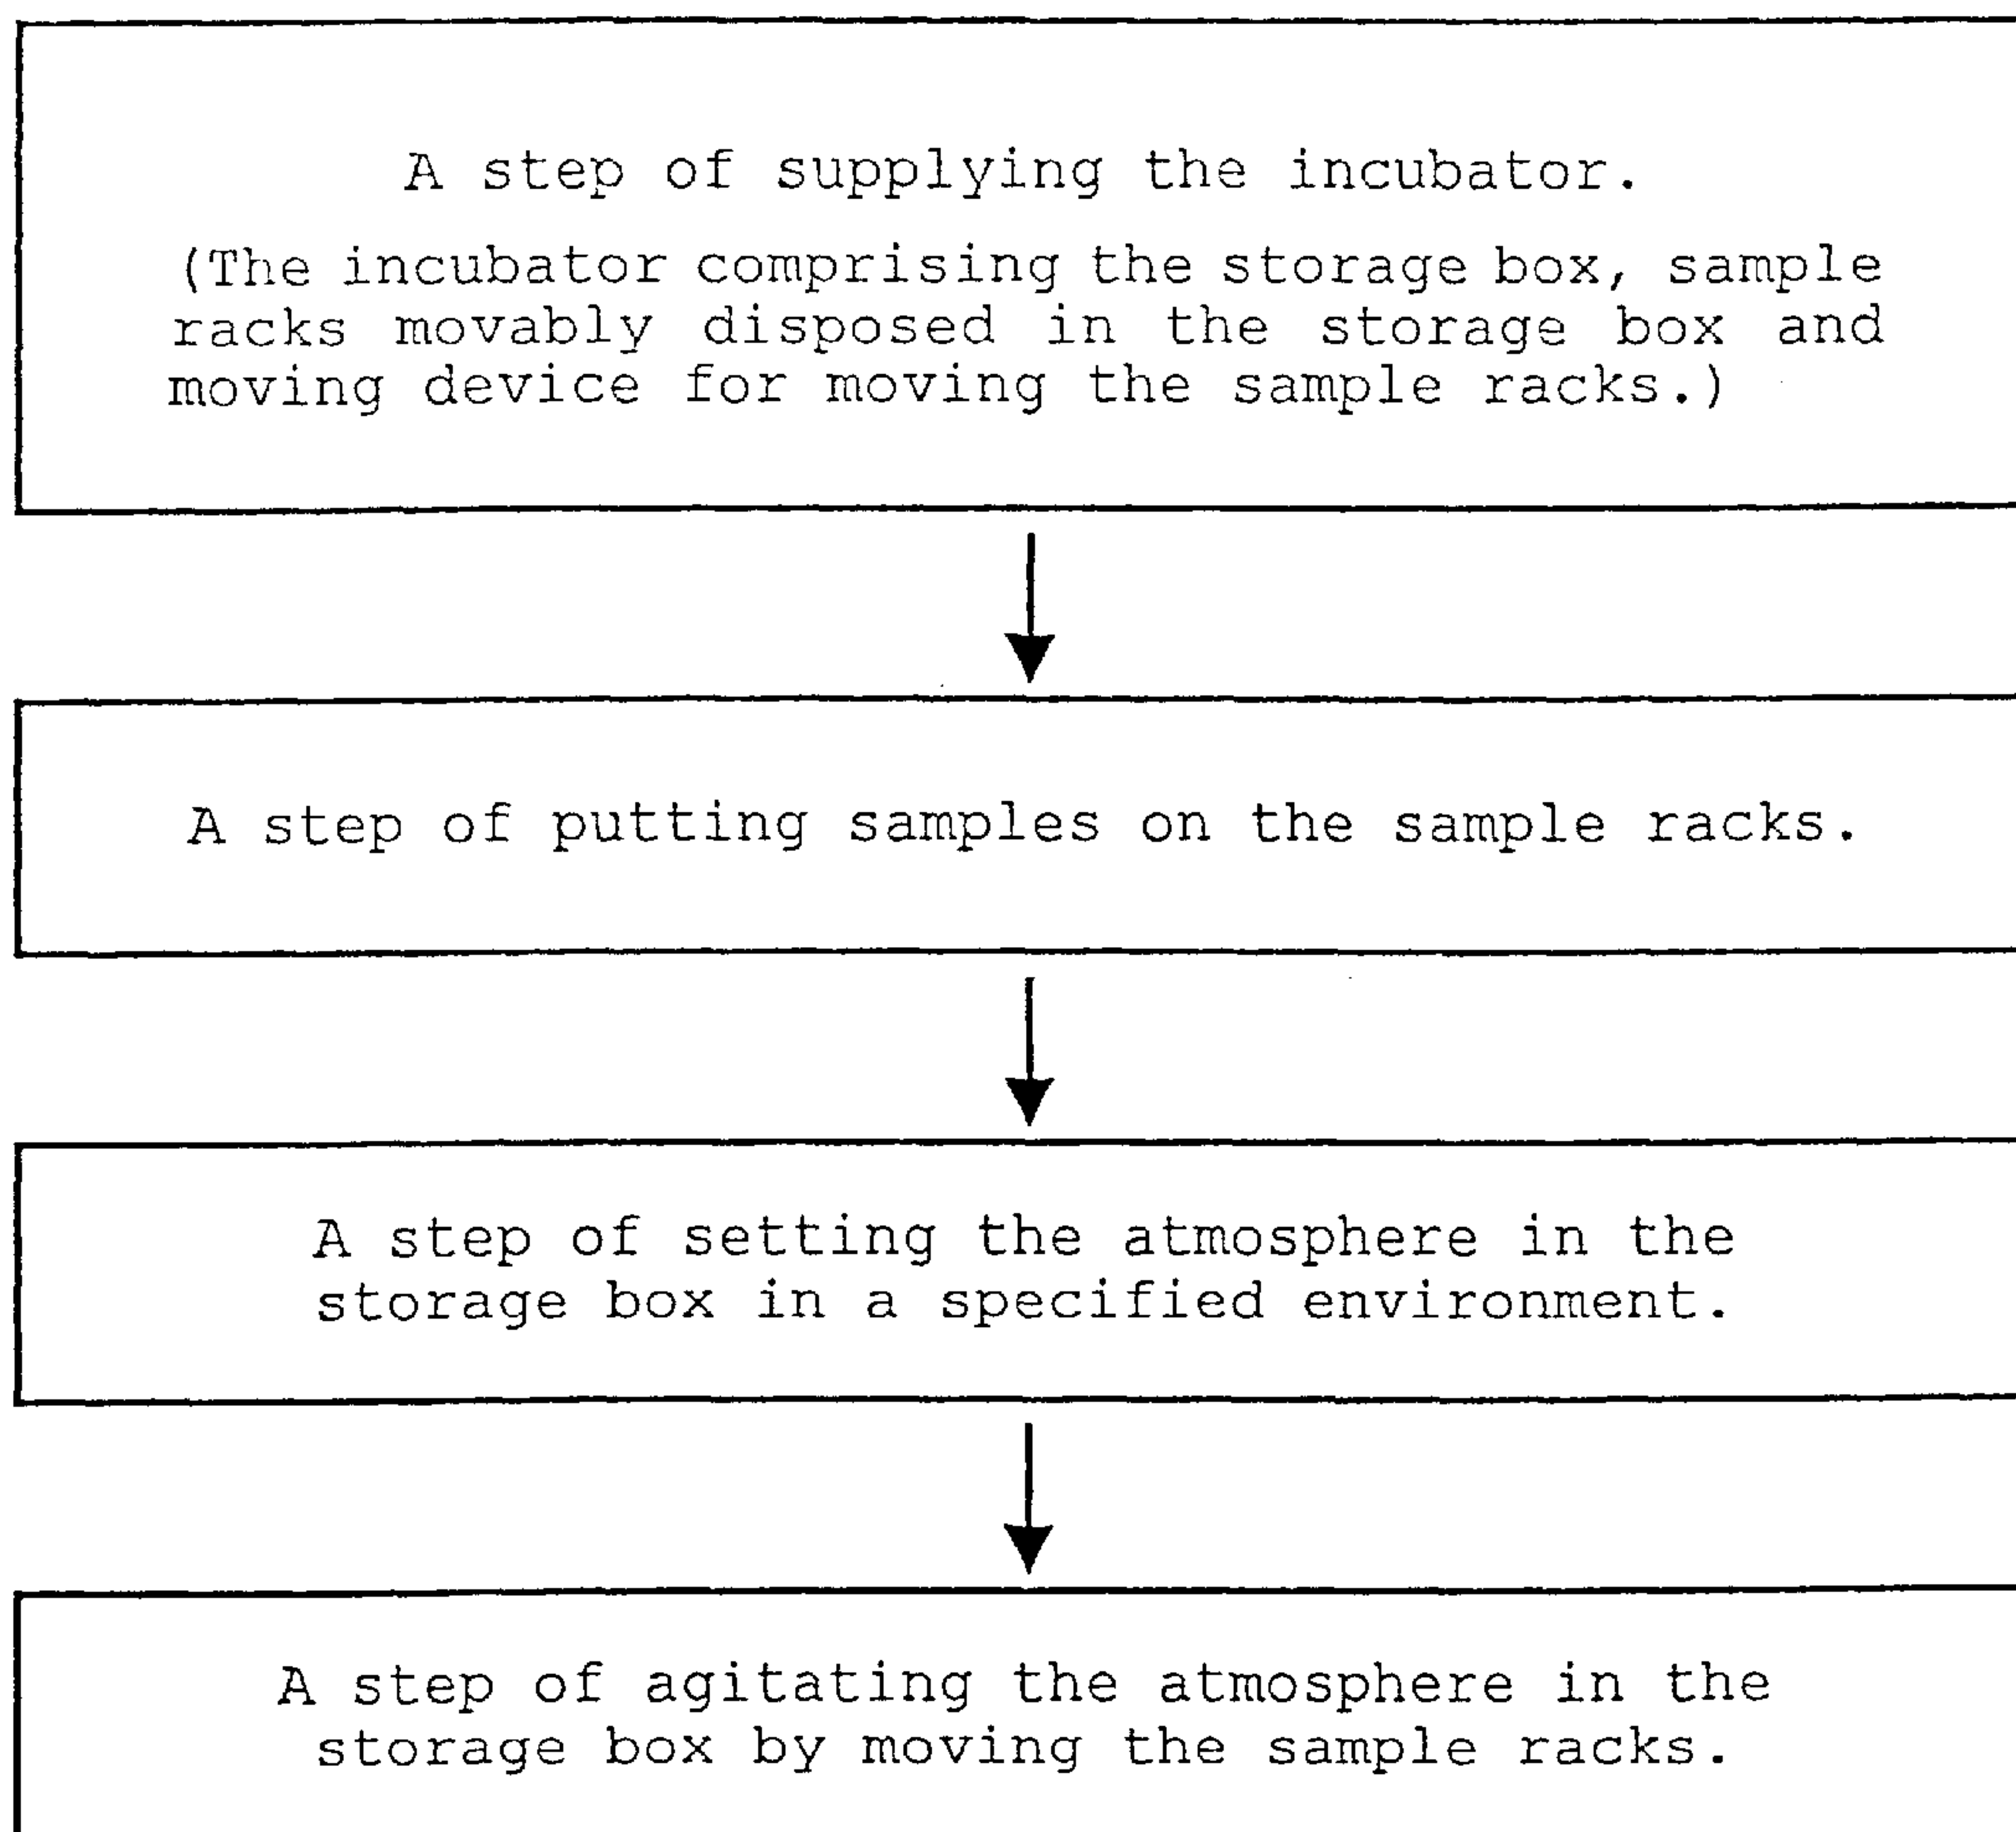 A step of supplying the incubator.
(The incubator comprising the storage box, sample
racks movably disposed in the storage box and
moving device for moving the sample racks.)
A step of putting samples on the sample racks.
A step of setting the atmosphere in the
storage box in a specified environment.
A step of agitating the atmosphere in the
storage box by moving the sample racks.